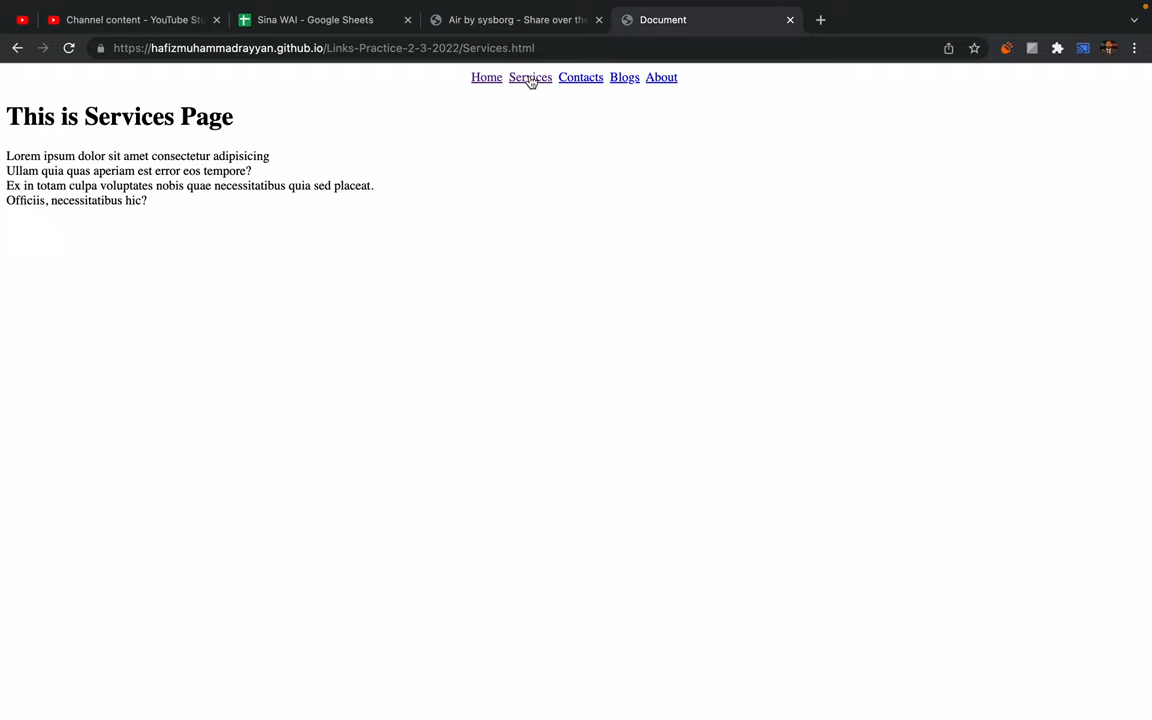 Channel content - YouTube Stu
Sina WAI - Google Sheets
Air by sysborg - Share over the
Document
https://hafizmuhammadrayyan.github.io/Links-Practice-2-3-2022/Services.html
Home Services Contacts Blogs About
This is Services Page
Lorem ipsum dolor sit amet consectetur adipisicing
Ullam quia quas aperiam est error eos tempore?
Ex in totam culpa voluptates nobis quae necessitatibus quia sed placeat.
Officiis, necessitatibus hic?